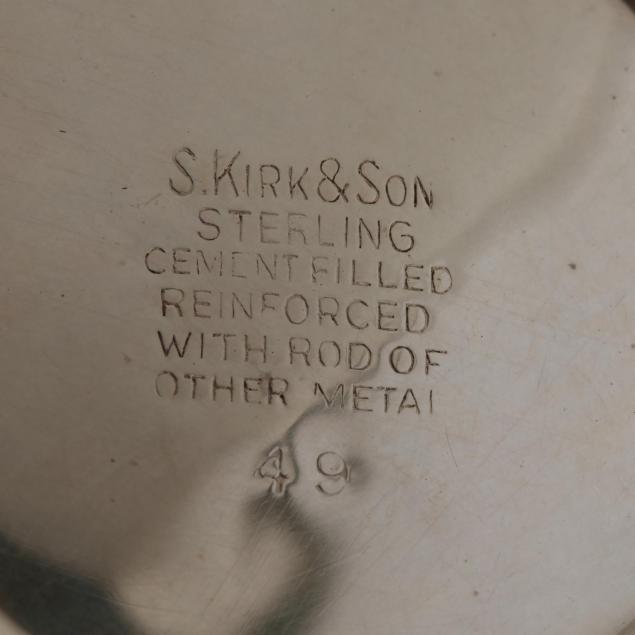 S. KIRK & SON
STERLING
CEMENT FILLED
REINFORCED
WITH ROD OF
OTHER METAL
49